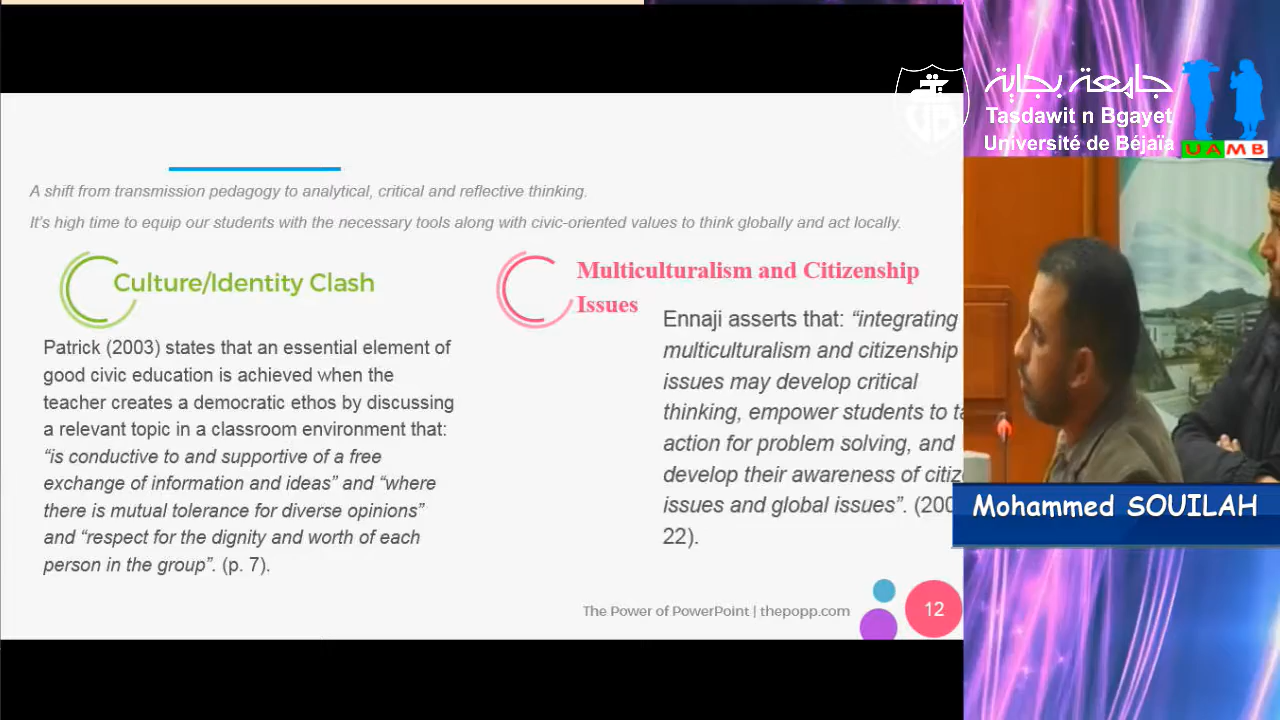 جامعة بجاية
Tasdawit n Bgayet
Université de Béjaïa
UAMB
A shift from transmission pedagogy to analytical, critical and reflective thinking.
It's high time to equip our students with the necessary tools along with civic-oriented values to think globally and act locally.
Culture/Identity Clash
Patrick (2003) states that an essential element of
good civic education is achieved when the
teacher creates a democratic ethos by discussing
a relevant topic in a classroom environment that:
“is conductive to and supportive of a free
exchange of information and ideas” and “where
there is mutual tolerance for diverse opinions”
and “respect for the dignity and worth of each
person in the group”. (p. 7).
Multiculturalism and Citizenship
Issues
Ennaji asserts that: “integrating
multiculturalism and citizenship
issues may develop critical
thinking, empower students to
action for problem solving, and
develop their awareness of
issues and global issues”.
22).
The Power of PowerPoint | thepopp.com
12
Mohammed SOUILAH